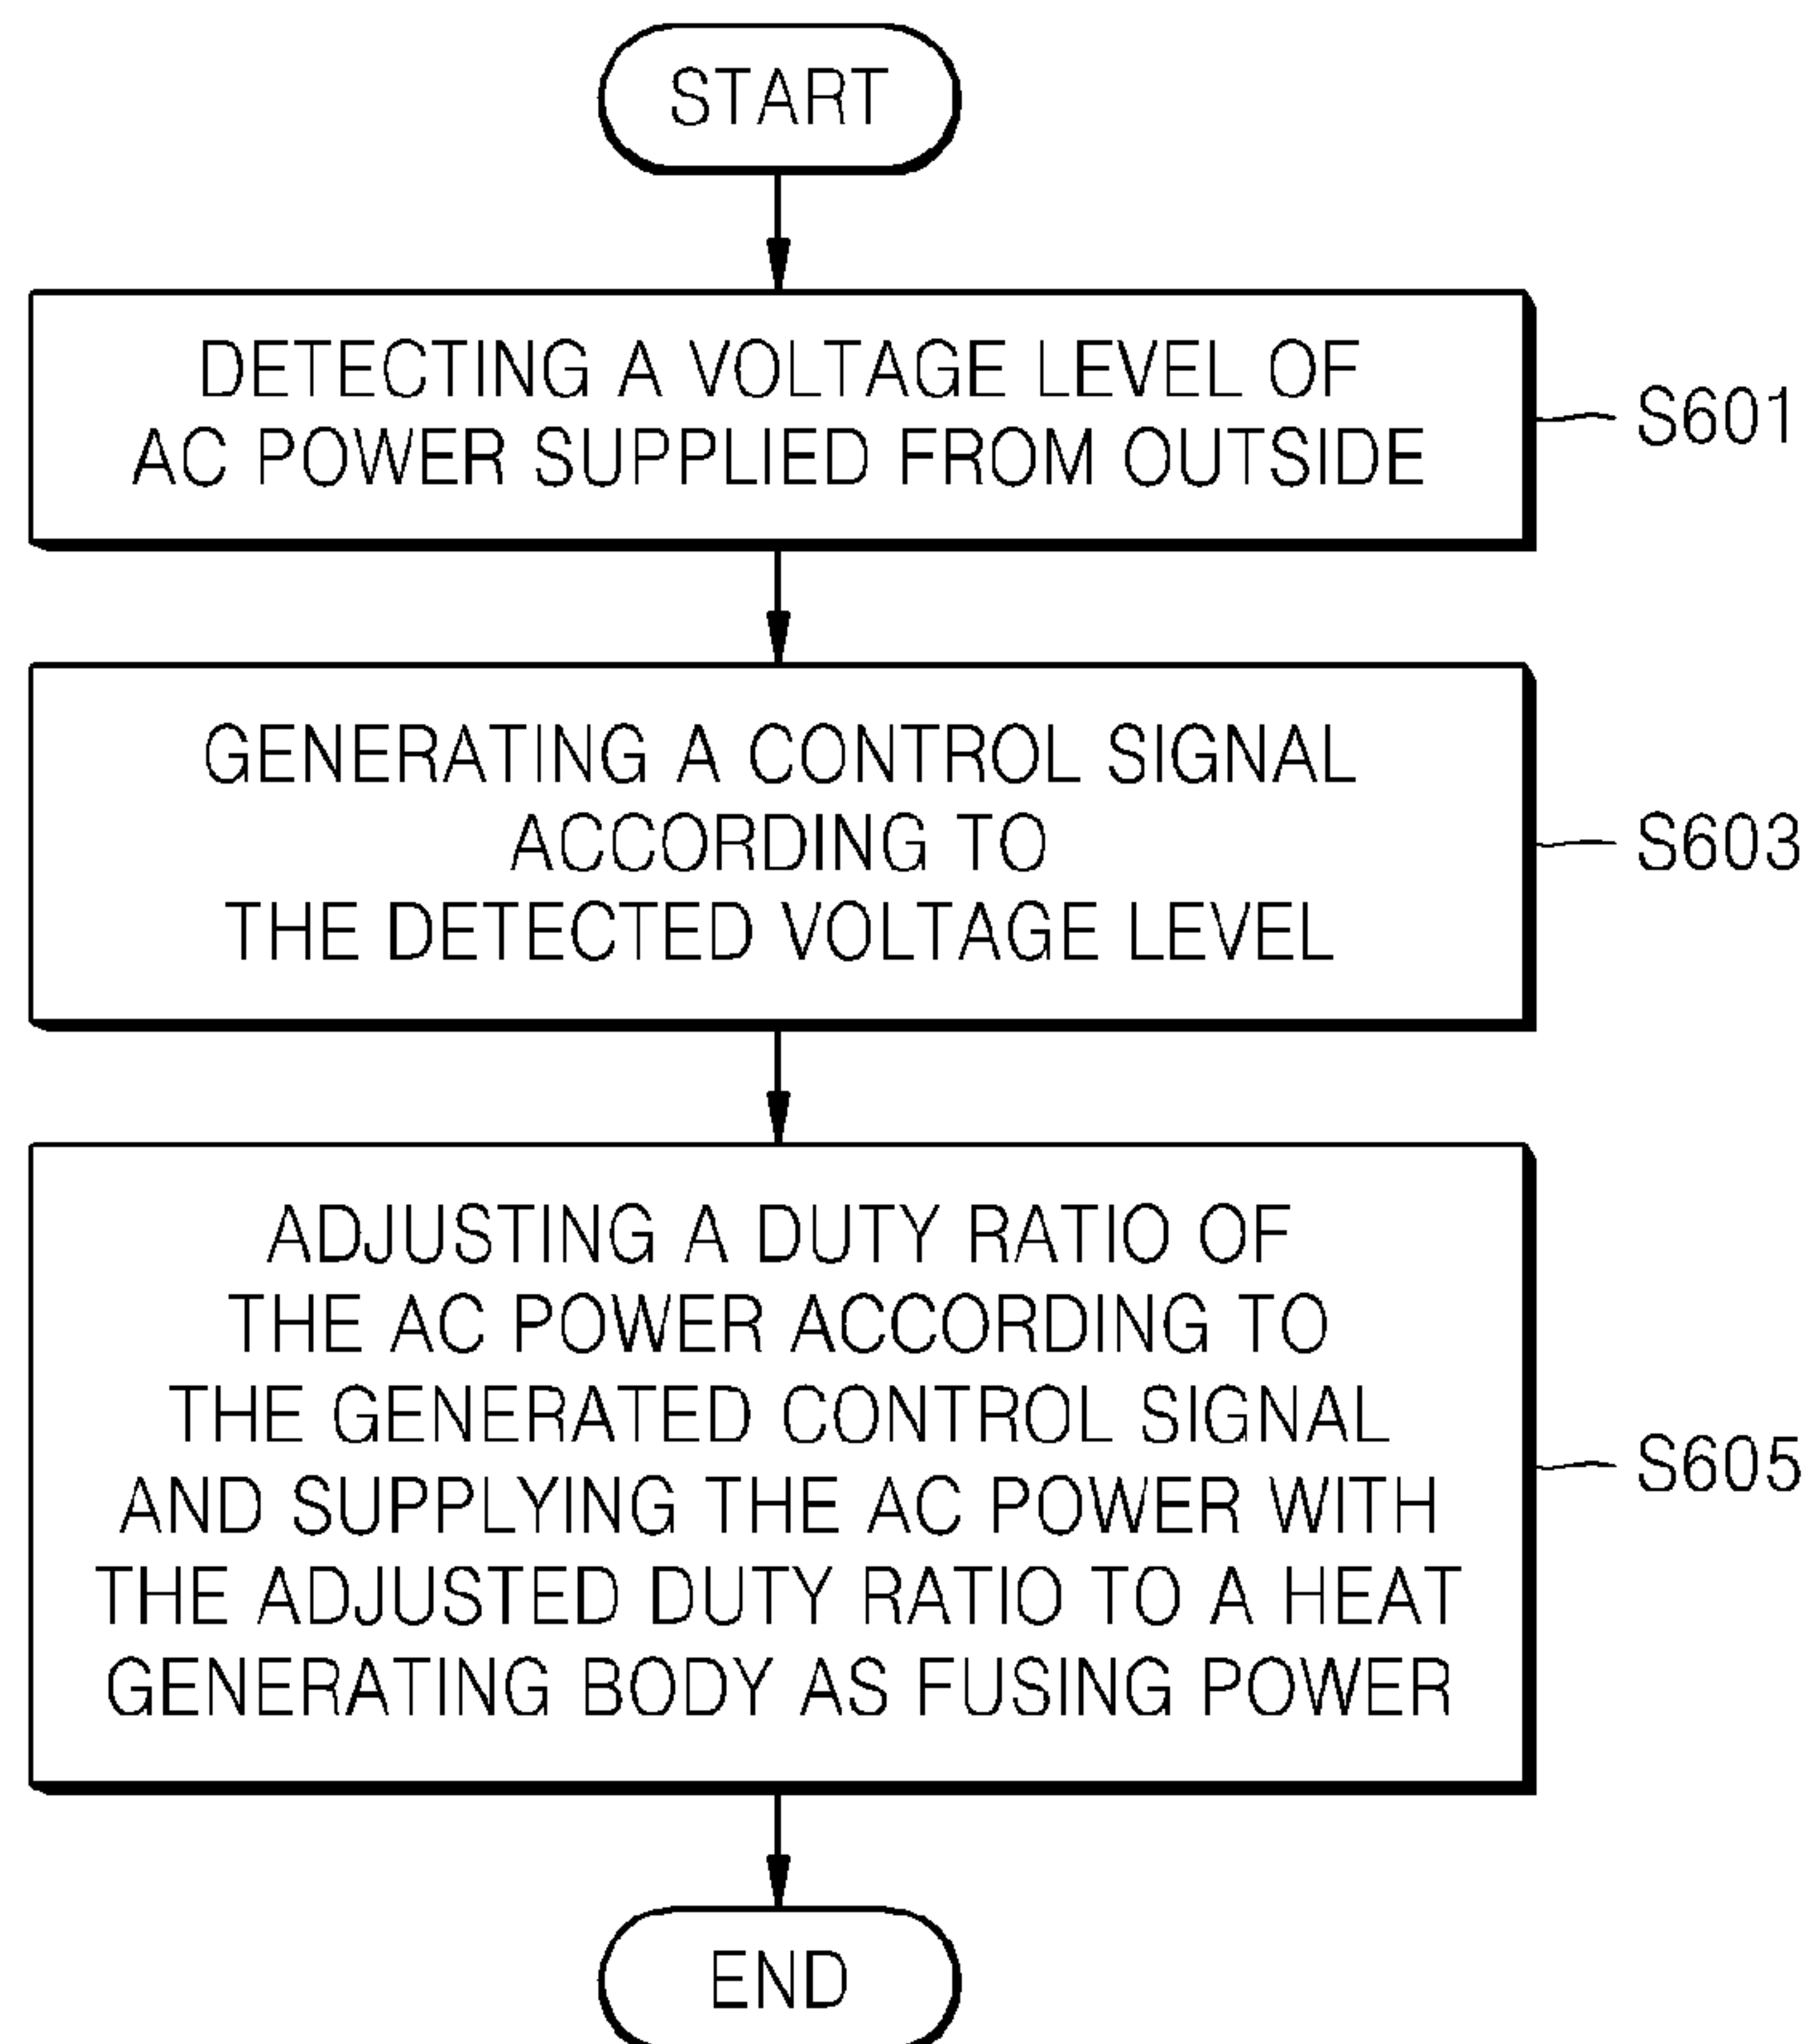 START
DETECTING A VOLTAGE LEVEL OF
AC POWER SUPPLIED FROM OUTSIDE
S601
GENERATING A CONTROL SIGNAL
ACCORDING TO
THE DETECTED VOLTAGE LEVEL
S603
ADJUSTING A DUTY RATIO OF
THE AC POWER ACCORDING TO
THE GENERATED CONTROL SIGNAL
AND SUPPLYING THE AC POWER WITH
THE ADJUSTED DUTY RATIO TO A HEAT
GENERATING BODY AS FUSING POWER
S605
END